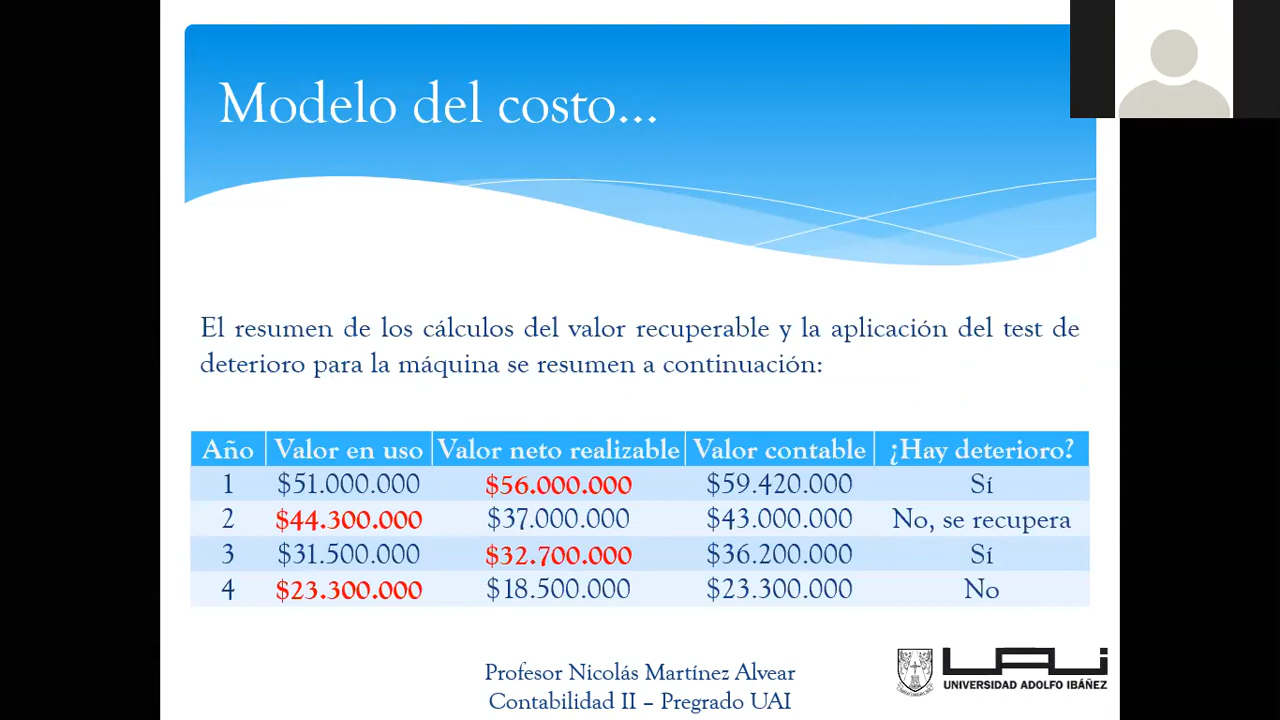 Modelo del costo...
El resumen de los cálculos del valor recuperable y la aplicación del test de
deterioro para la máquina se resumen a continuación:
Año Valor en uso Valor neto realizable Valor contable ¿Hay deterioro?
1 $51.000.000 $56.000.000 $59.420.000 Sí
2 $44.300.000 $37.000.000 $43.000.000 No, se recupera
3 $31.500.000 $32.700.000 $36.200.000 Sí
4 $23.300.000 $18.500.000 $23.300.000 No
Profesor Nicolás Martínez Alvear
Contabilidad II – Pregrado UAI
UAI
UNIVERSIDAD ADOLFO IBÁÑEZ